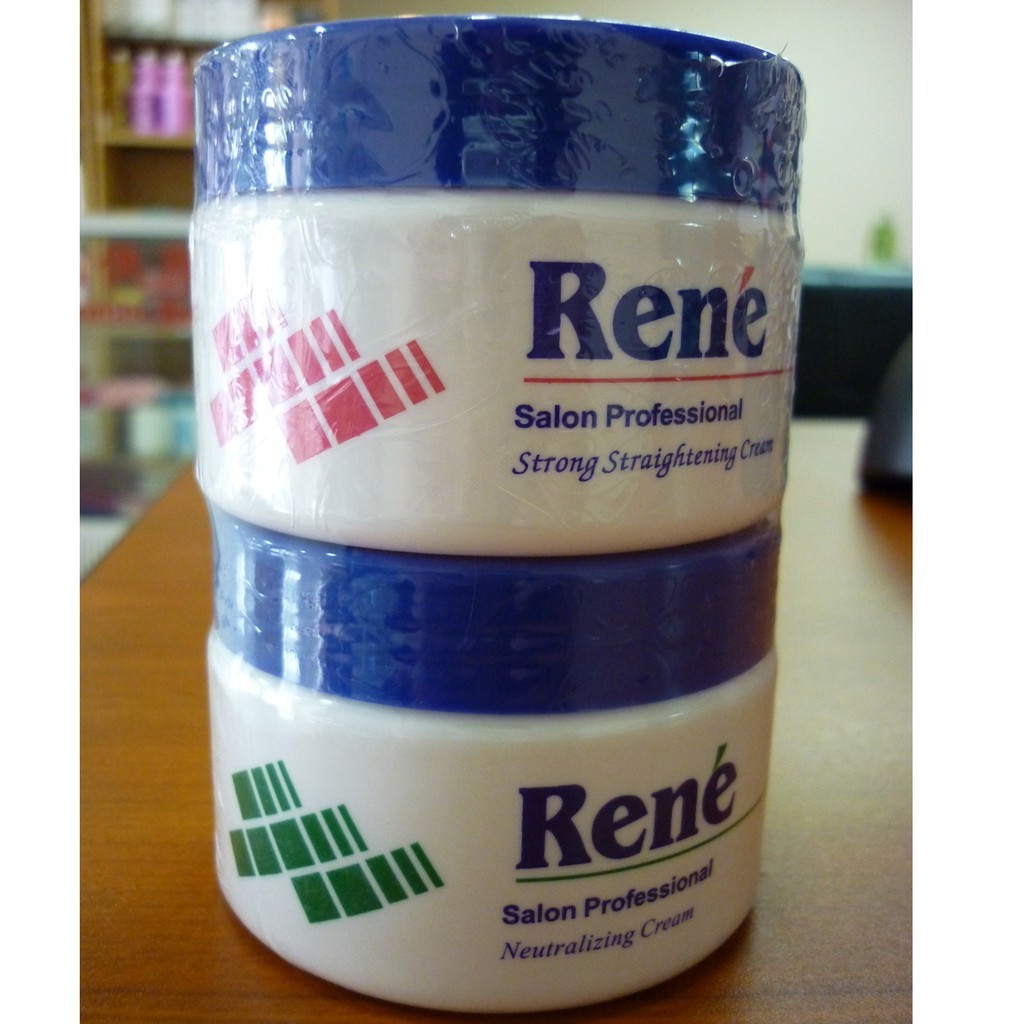 René
Salon Professional
Strong Straightening Cream
René
Salon Professional
Neutralizing Cream